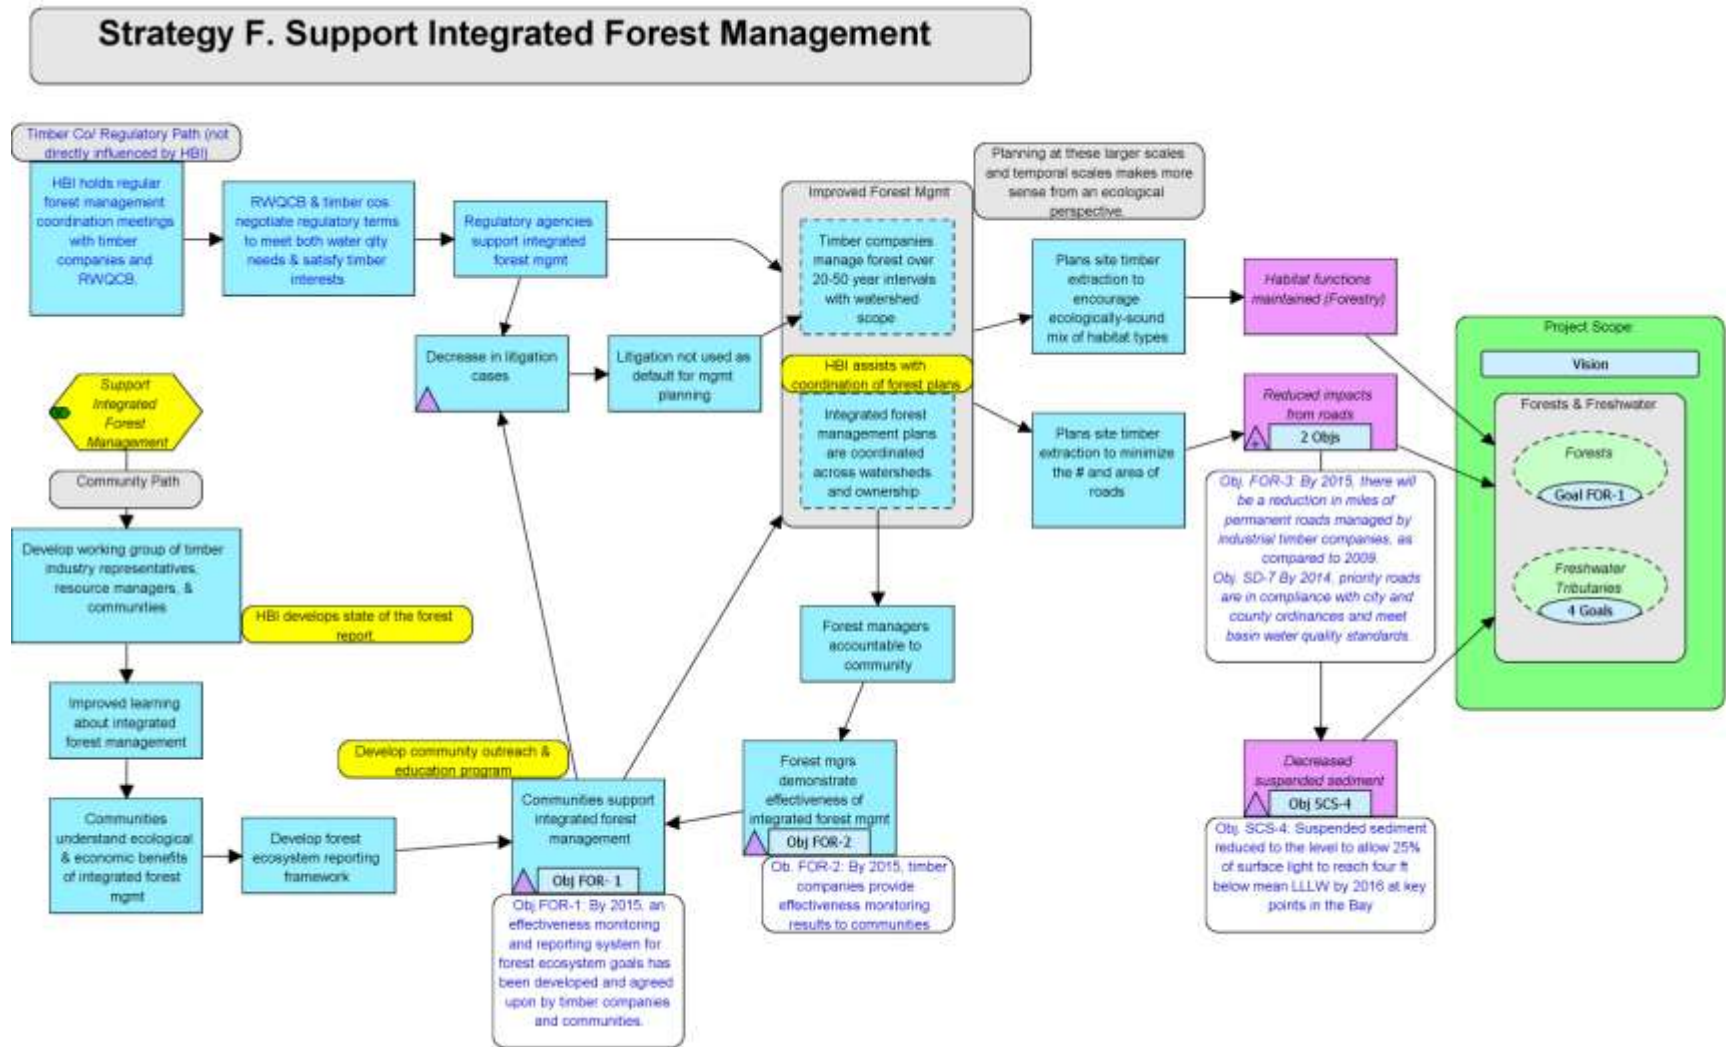 Strategy F. Support Integrated Forest Management
Timber Co/ Regulatory Path (not
directly influenced by HBI)
HBI holds regular
forest management
coordination meetings
with timber
companies and
RWQCB.
RWQCB & timber cos
negotiate regulatory terms
to meet both water qlty
needs & satisfy timber
interests
Regulatory agencies
support integrated
forest mgmt
Decrease in litigation
cases
Litigation not used as
default for mgmt
planning
Improved Forest Mgmt
Timber companies
manage forest over
20-50 year intervals
with watershed
scope
HBI assists with
coordination of forest plans
Integrated forest
management plans
are coordinated
across watersheds
and ownership
Planning at these larger scales
and temporal scales makes more
sense from an ecological
perspective.
Plans site timber
extraction to
encourage
ecologically-sound
mix of habitat types
Plans site timber
extraction to minimize
the # and area of
roads
Habitat functions
maintained (Forestry)
Reduced impacts
from roads
2 Objs
Obj. FOR-3: By 2015, there will
be a reduction in miles of
permanent roads managed by
industrial timber companies, as
compared to 2009.
Obj. SD-7 By 2014, priority roads
are in compliance with city and
county ordinances and meet
basin water quality standards.
Decreased
suspended sediment
Obj SCS-4
Obj. SCS-4: Suspended sediment
reduced to the level to allow 25%
of surface light to reach four ft
below mean LLLW by 2016 at key
points in the Bay
Project Scope
Vision
Forests & Freshwater
Forests
Goal FOR-1
Freshwater
Tributaries
4 Goals
Support
Integrated
Forest
Management
Community Path
Develop working group of timber
industry representatives,
resource managers, &
communities
HBI develops state of the forest
report.
Improved learning
about integrated
forest management
Communities
understand ecological
& economic benefits
of integrated forest
mgmt
Develop forest
ecosystem reporting
framework
Develop community outreach &
education program
Communities support
integrated forest
management
Obj FOR- 1
Obj FOR-1: By 2015, an
effectiveness monitoring
and reporting system for
forest ecosystem goals has
been developed and agreed
upon by timber companies
and communities.
Forest managers
accountable to
community
Forest mgrs
demonstrate
effectiveness of
integrated forest mgmt
Obj FOR-2
Ob. FOR-2: By 2015, timber
companies provide
effectiveness monitoring
results to communities